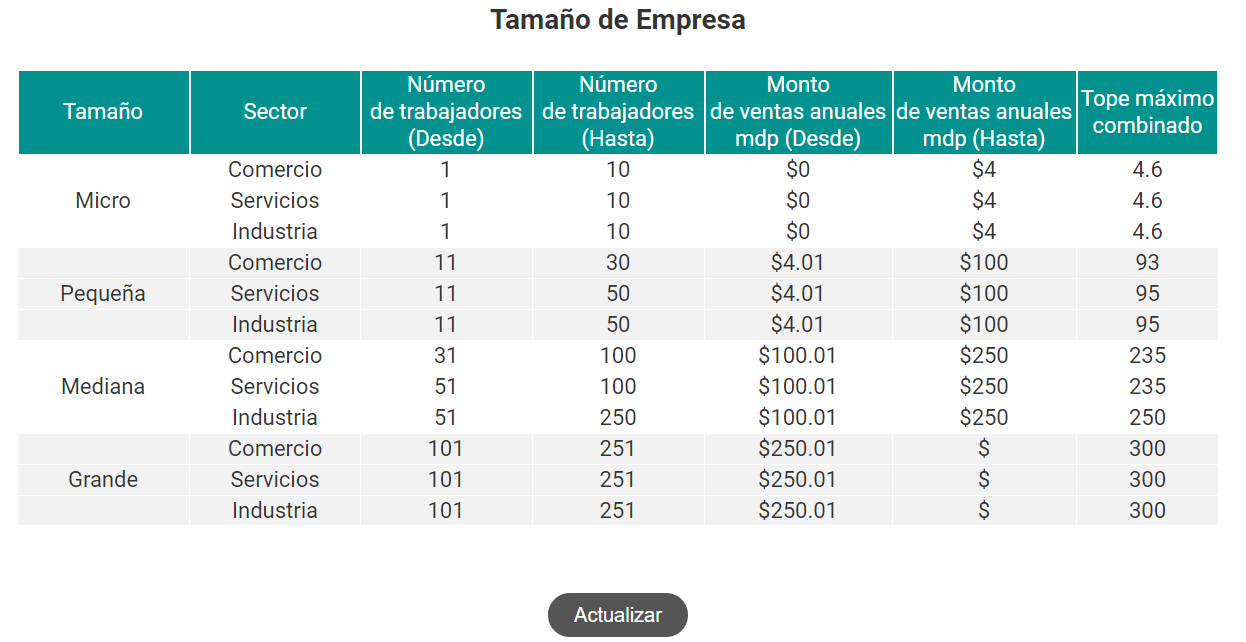 Tamaño de Empresa
Tamaño Sector Número de trabajadores (Desde) Número de trabajadores (Hasta) Monto de ventas anuales mdp (Desde) Monto de ventas anuales mdp (Hasta) Tope máximo combinado
Comercio 1 10 $0 $4 4.6
Micro Servicios 1 10 $0 $4 4.6
Industria 1 10 $0 $4 4.6
Comercio 11 30 $4.01 $100 93
Pequeña Servicios 11 50 $4.01 $100 95
Industria 11 50 $4.01 $100 95
Comercio 31 100 $100.01 $250 235
Mediana Servicios 51 100 $100.01 $250 235
Industria 51 250 $100.01 $250 250
Comercio 101 251 $250.01 $ 300
Grande Servicios 101 251 $250.01 $ 300
Industria 101 251 $250.01 $ 300
Actualizar